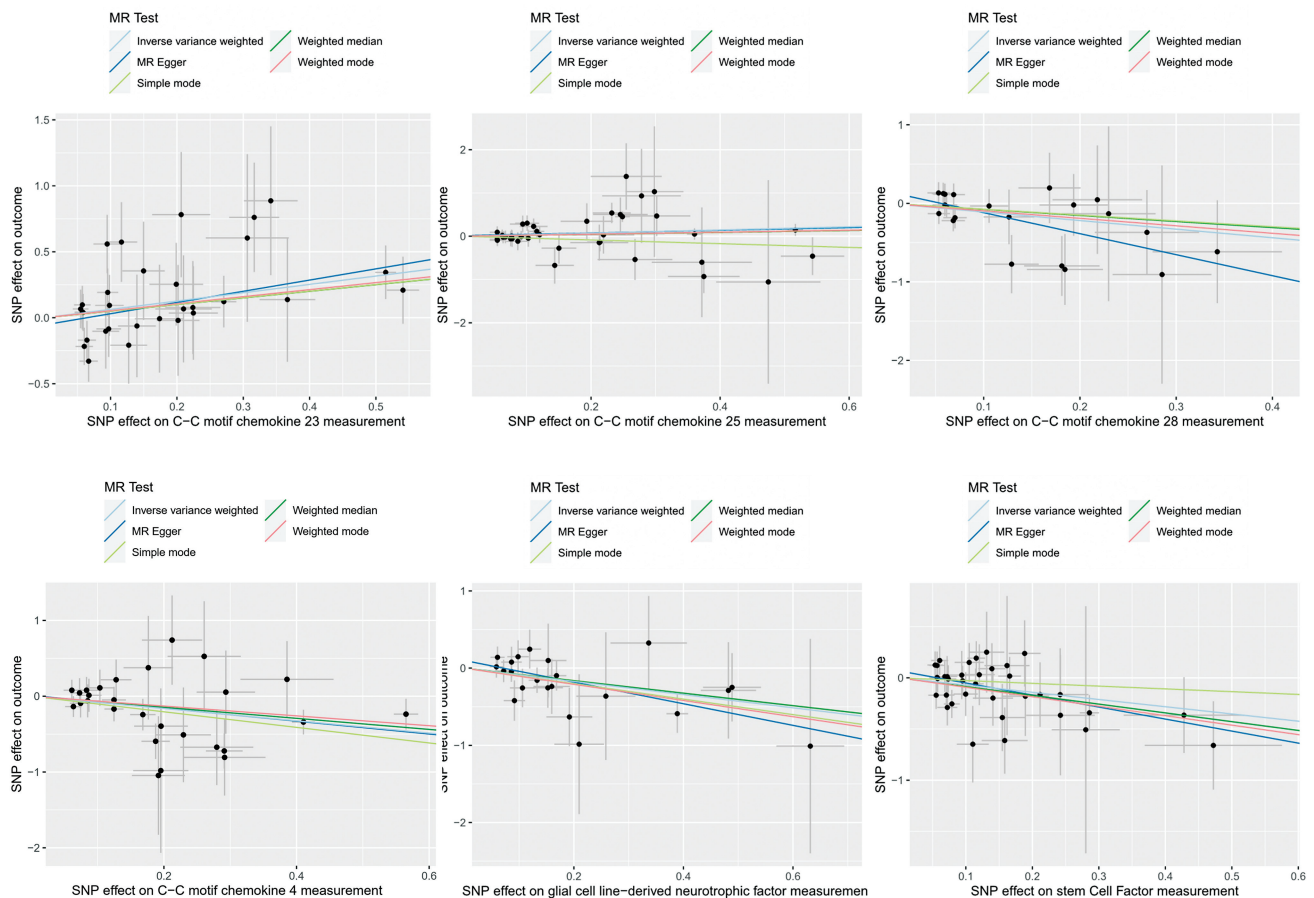 MR Test
Inverse variance weighted Weighted median
MR Egger Weighted mode
Simple mode
SNP effect on outcome
1.5
1.0
0.5
0.0
−0.5
0.1 0.2 0.3 0.4 0.5
SNP effect on C−C motif chemokine 23 measurement
MR Test
Inverse variance weighted Weighted median
MR Egger Weighted mode
Simple mode
SNP effect on outcome
2
0
−2
0.2 0.4 0.6
SNP effect on C−C motif chemokine 25 measurement
MR Test
Inverse variance weighted Weighted median
MR Egger Weighted mode
Simple mode
SNP effect on outcome
1
0
−1
−2
0.1 0.2 0.3 0.4
SNP effect on C−C motif chemokine 28 measurement
MR Test
Inverse variance weighted Weighted median
MR Egger Weighted mode
Simple mode
SNP effect on outcome
1
0
−1
−2
0.2 0.4 0.6
SNP effect on C−C motif chemokine 4 measurement
MR Test
Inverse variance weighted Weighted median
MR Egger Weighted mode
Simple mode
SNP effect on outcome
1
0
−1
−2
0.2 0.4 0.6
SNP effect on glial cell line−derived neurotrophic factor measuremen
MR Test
Inverse variance weighted Weighted median
MR Egger Weighted mode
Simple mode
SNP effect on outcome
0
−1
0.1 0.2 0.3 0.4 0.5 0.6
SNP effect on stem Cell Factor measurement